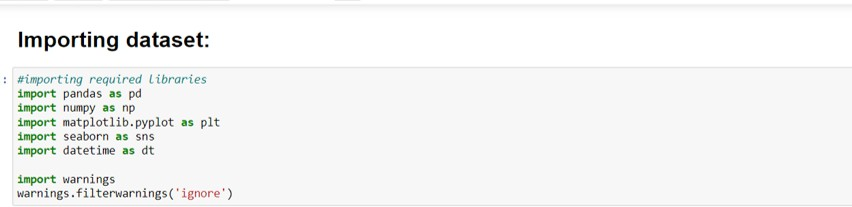 Importing dataset:
: #importing required libraries
import pandas as pd
import numpy as np
import matplotlib.pyplot as plt
import seaborn as sns
import datetime as dt
import warnings
warnings.filterwarnings('ignore')